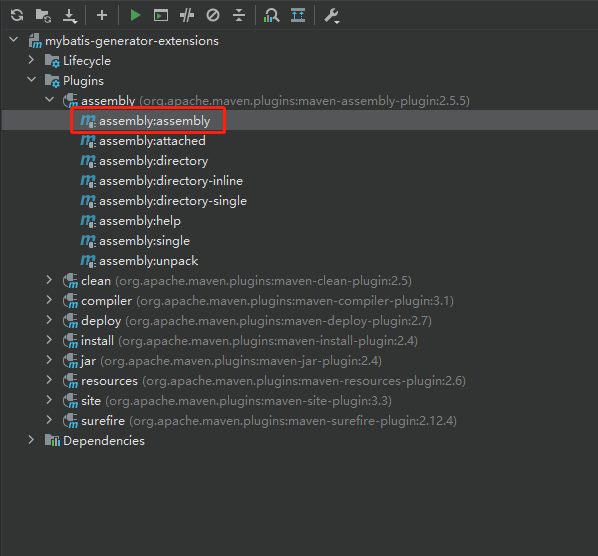 mybatis-generator-extensions
Lifecycle
Plugins
assembly (org.apache.maven.plugins:maven-assembly-plugin:2.5.5)
assembly:assembly
assembly:attached
assembly:directory
assembly:directory-inline
assembly:directory-single
assembly:help
assembly:single
assembly:unpack
clean (org.apache.maven.plugins:maven-clean-plugin:2.5)
compiler (org.apache.maven.plugins:maven-compiler-plugin:3.1)
deploy (org.apache.maven.plugins:maven-deploy-plugin:2.7)
install (org.apache.maven.plugins:maven-install-plugin:2.4)
jar (org.apache.maven.plugins:maven-jar-plugin:2.4)
resources (org.apache.maven.plugins:maven-resources-plugin:2.6)
site (org.apache.maven.plugins:maven-site-plugin:3.3)
surefire (org.apache.maven.plugins:maven-surefire-plugin:2.12.4)
Dependencies